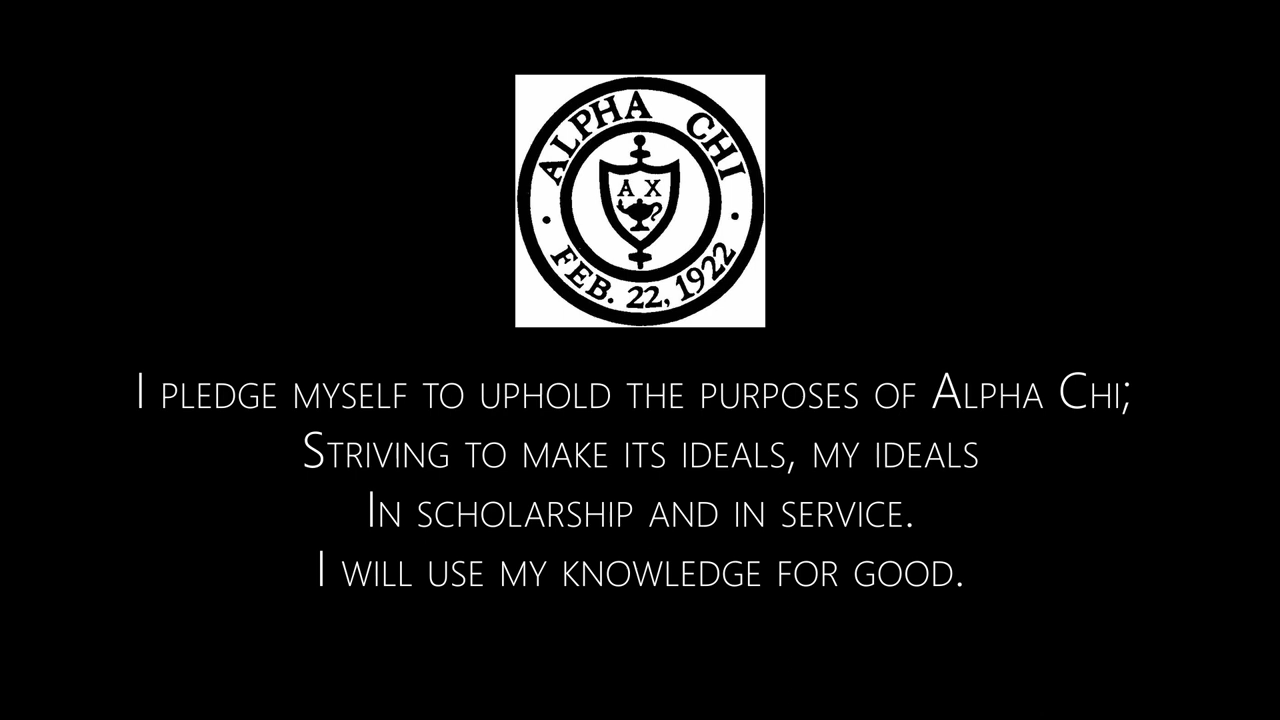 ALPHA CHI
A X
FEB. 22, 1922
I PLEDGE MYSELF TO UPHOLD THE PURPOSES OF ALPHA CHI;
STRIVING TO MAKE ITS IDEALS, MY IDEALS
IN SCHOLARSHIP AND IN SERVICE.
I WILL USE MY KNOWLEDGE FOR GOOD.